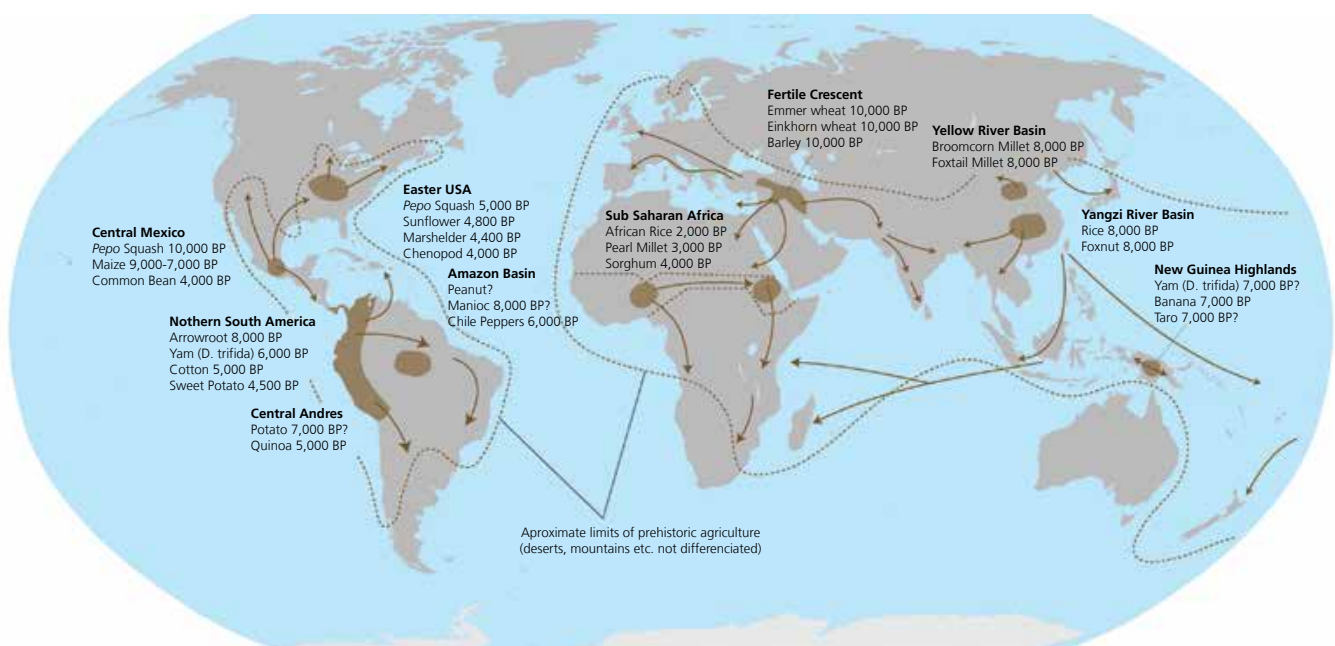 Fertile Crescent
Emmer wheat 10,000 BP
Einkhorn wheat 10,000 BP
Barley 10,000 BP
Yellow River Basin
Broomcorn Millet 8,000 BP
Foxtail Millet 8,000 BP
Easter USA
Pepo Squash 5,000 BP
Sunflower 4,800 BP
Marshelder 4,400 BP
Chenopod 4,000 BP
Sub Saharan Africa
African Rice 2,000 BP
Pearl Millet 3,000 BP
Sorghum 4,000 BP
Yangzi River Basin
Rice 8,000 BP
Foxnut 8,000 BP
Central Mexico
Pepo Squash 10,000 BP
Maize 9,000-7,000 BP
Common Bean 4,000 BP
Amazon Basin
Peanut?
Manioc 8,000 BP?
Chile Peppers 6,000 BP
New Guinea Highlands
Yam (D. trifida) 7,000 BP?
Banana 7,000 BP
Taro 7,000 BP?
Nothern South America
Arrowroot 8,000 BP
Yam (D. trifida) 6,000 BP
Cotton 5,000 BP
Sweet Potato 4,500 BP
Central Andres
Potato 7,000 BP?
Quinoa 5,000 BP
Aproximate limits of prehistoric agriculture
(deserts, mountains etc. not differenciated)